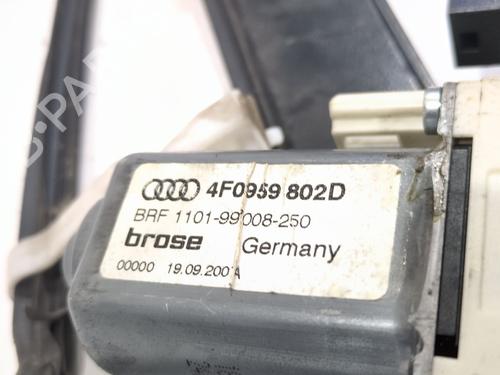 4F0959 802D
BRF 1101-99008-250
brose Germany
00000 19.09.200